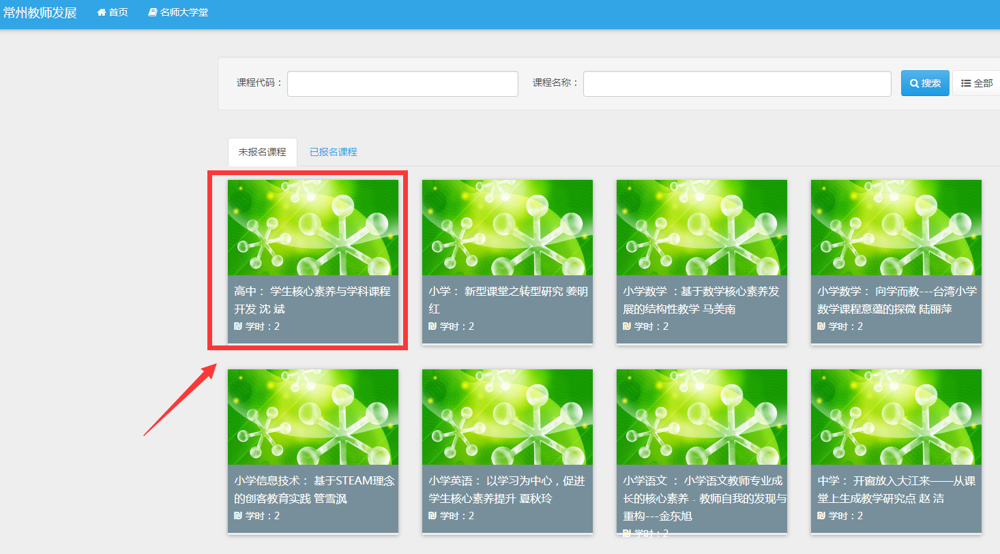 常州教师发展 首页 名师大学堂
课程代码： 课程名称： 搜索 全部
未报名课程 已报名课程
高中： 学生核心素养与学科课程
开发 沈 斌
学时：2
小学： 新型课堂之转型研究 姜明
红
学时：2
小学数学 ：基于数学核心素养发
展的结构性教学 马美南
学时：2
小学数学： 向学而教---台湾小学
数学课程意蕴的探微 陆丽萍
学时：2
小学信息技术： 基于STEAM理念
的创客教育实践 管雪沨
学时：2
小学英语： 以学习为中心，促进
学生核心素养提升 夏秋玲
学时：2
小学语文 ： 小学语文教师专业成
长的核心素养﹒教师自我的发现与
重构---金东旭
学时：2
中学： 开窗放入大江来——从课
堂上生成教学研究点 赵 洁
学时：2